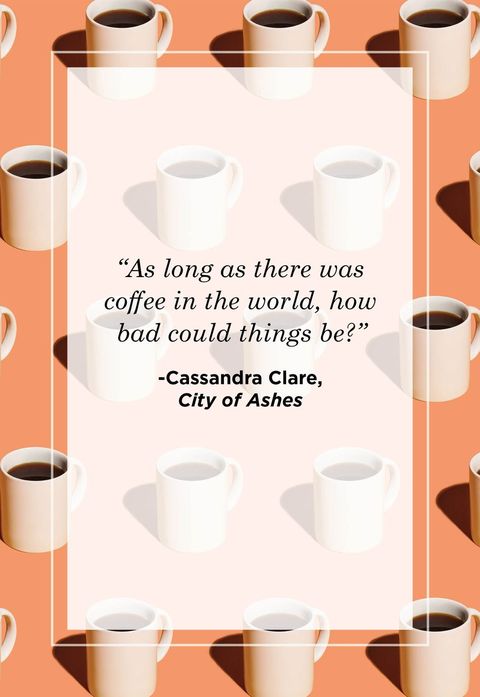 “As long as there was
coffee in the world, how
bad could things be?”
-Cassandra Clare,
City of Ashes